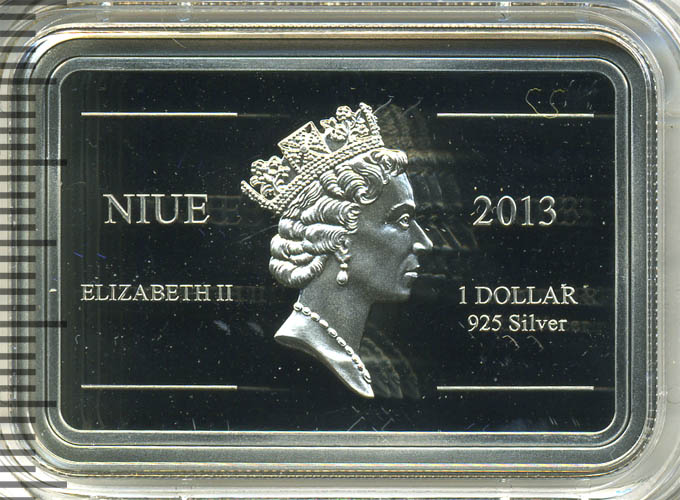 NIUE
2013
ELIZABETH II
1 DOLLAR
925 Silver